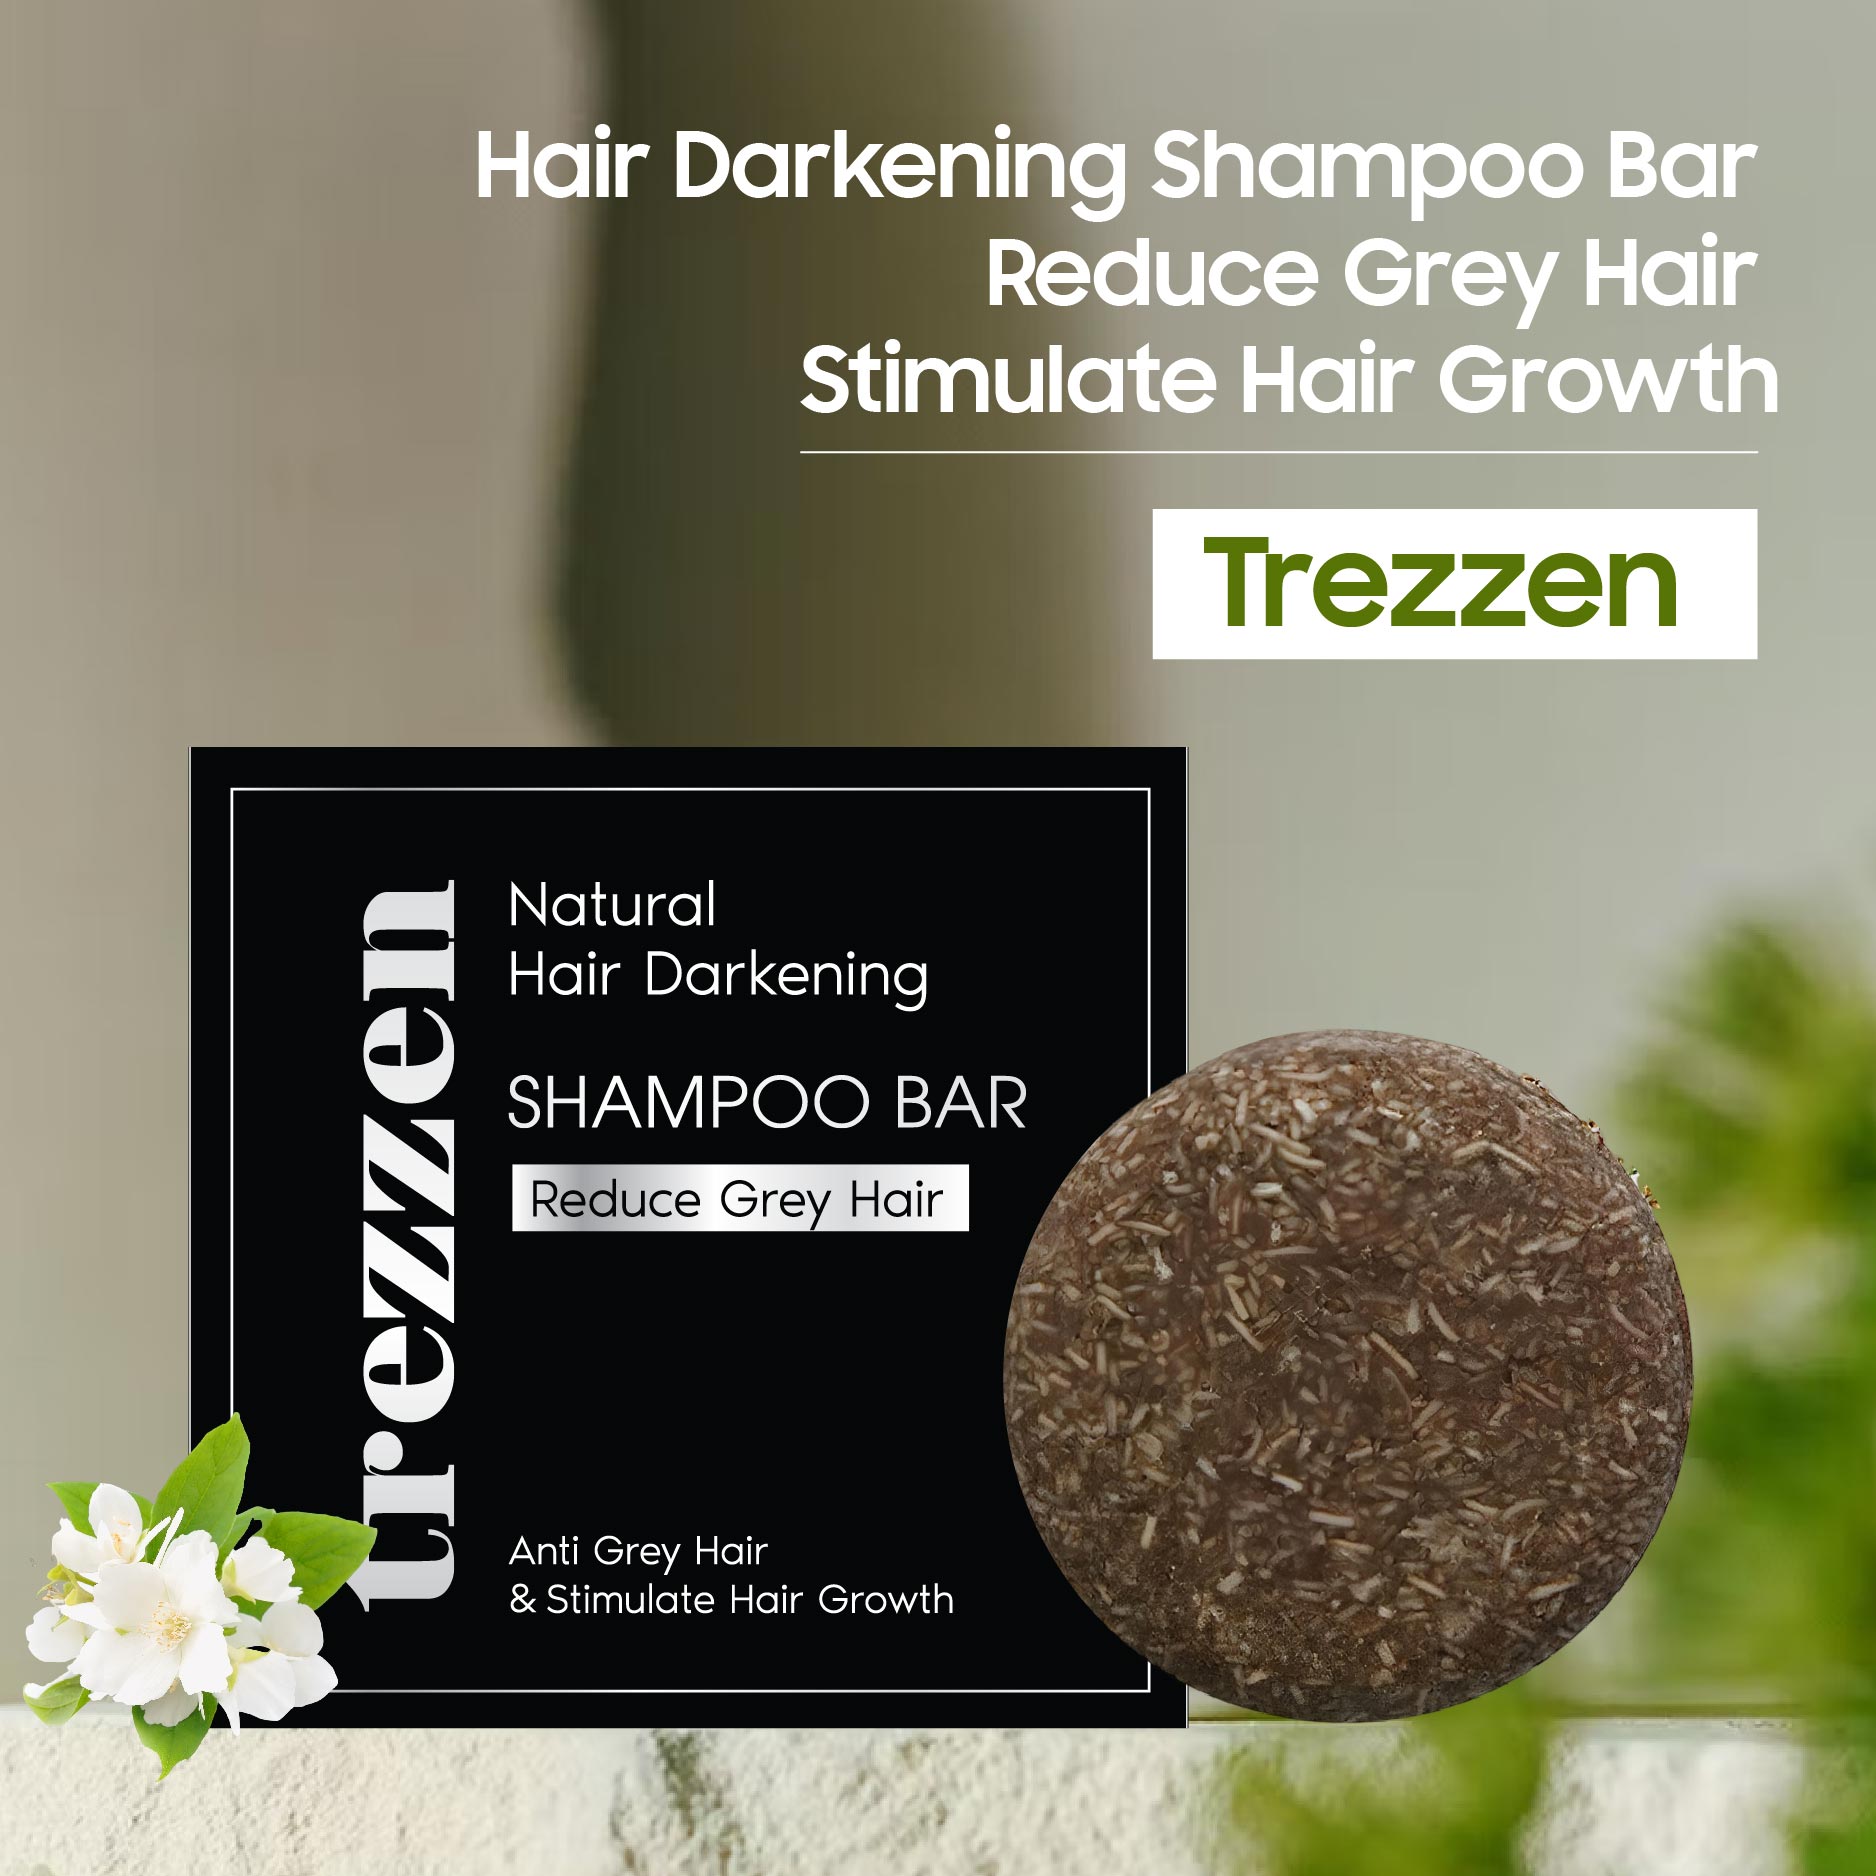 Hair Darkening Shampoo Bar
Reduce Grey Hair
Stimulate Hair Growth
Trezzen
trezzen
Natural
Hair Darkening
SHAMPOO BAR
Reduce Grey Hair
Anti Grey Hair
& Stimulate Hair Growth